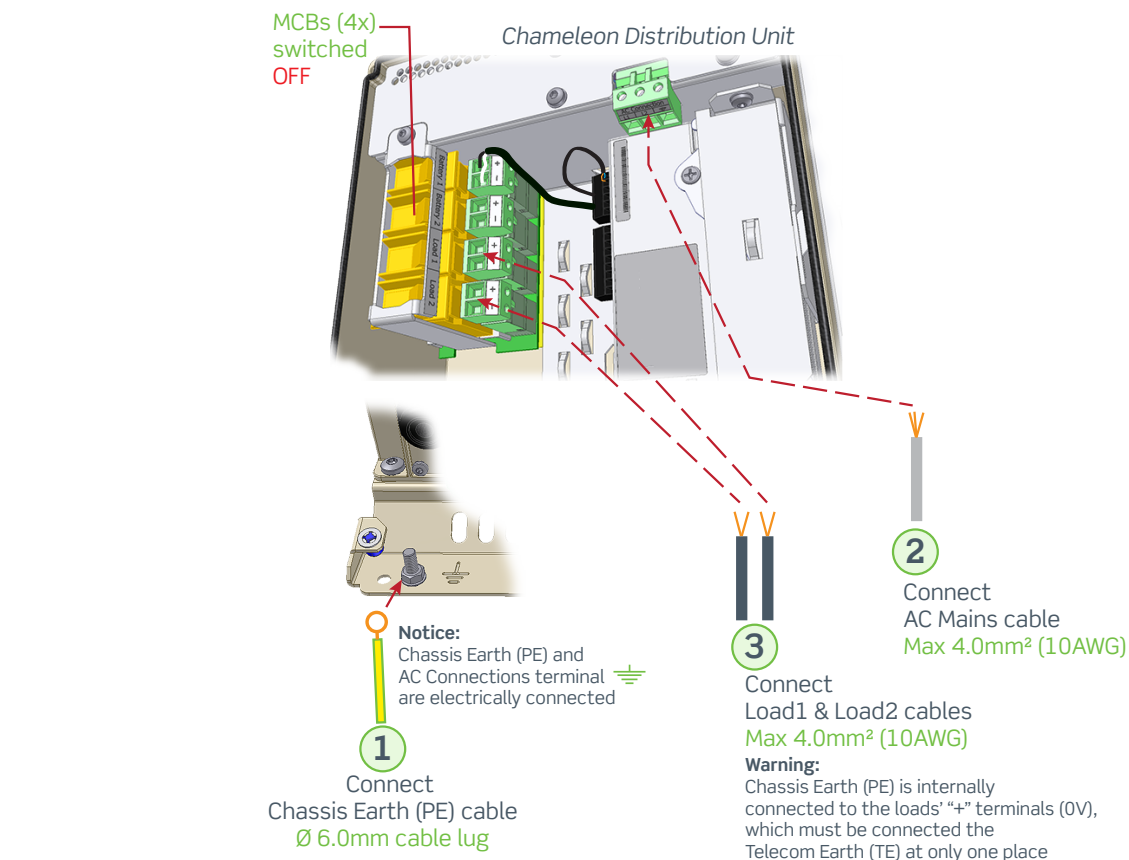 MCBs (4x)
switched
OFF
Chameleon Distribution Unit
AC Connection
Battery 1
Battery 2
Load 1
Load 2
+
−
+
−
+
+
2
Connect
AC Mains cable
Max 4.0mm² (10AWG)
Notice:
Chassis Earth (PE) and
AC Connections terminal
are electrically connected
3
Connect
Load1 & Load2 cables
Max 4.0mm² (10AWG)
Warning:
Chassis Earth (PE) is internally
connected to the loads' “+” terminals (0V),
which must be connected the
Telecom Earth (TE) at only one place
1
Connect
Chassis Earth (PE) cable
Ø 6.0mm cable lug